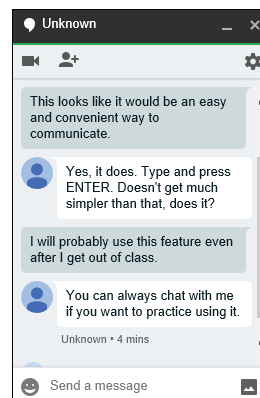 Unknown
This looks like it would be an easy
and convenient way to
communicate.
Yes, it does. Type and press
ENTER. Doesn't get much
simpler than that, does it?
I will probably use this feature even
after I get out of class.
You can always chat with me
if you want to practice using it.
Unknown • 4 mins
Send a message